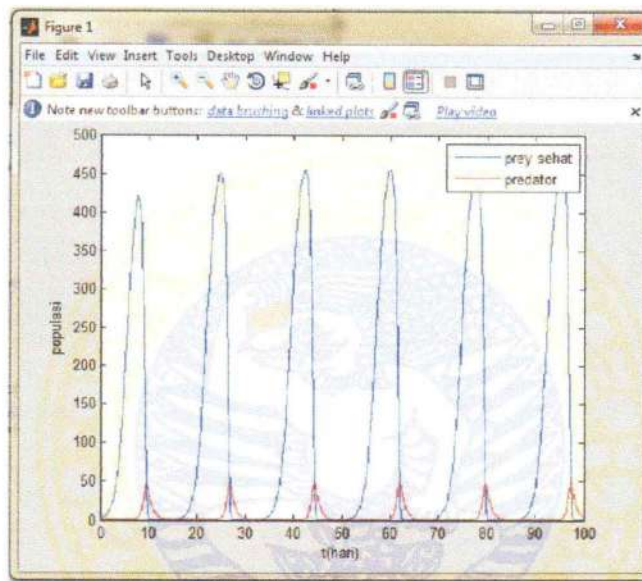 Figure 1
File Edit View Insert Tools Desktop Window Help
Note new toolbar buttons: data brushing & linked plots Play video
500
450
400
350
300
250
200
150
100
50
0
populasi
prey sehat
predator
0 10 20 30 40 50 60 70 80 90 100
t(hari)